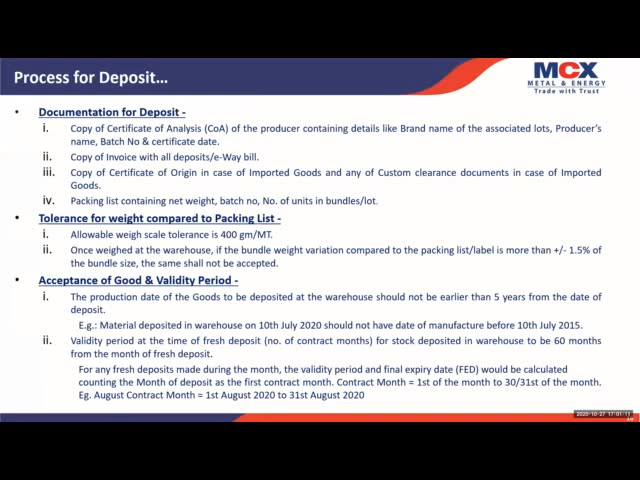 Process for Deposit…
MCX
METAL & ENERGY
Trade with Trust
• Documentation for Deposit -
i. Copy of Certificate of Analysis (CoA) of the producer containing details like Brand name of the associated lots, Producer's
name, Batch No & certificate date.
ii. Copy of Invoice with all deposits/e-Way bill.
iii. Copy of Certificate of Origin in case of Imported Goods and any of Custom clearance documents in case of Imported
Goods.
iv. Packing list containing net weight, batch no, No. of units in bundles/lot.
• Tolerance for weight compared to Packing List -
i. Allowable weigh scale tolerance is 400 gm/MT.
ii. Once weighed at the warehouse, if the bundle weight variation compared to the packing list/label is more than +/- 1.5% of
the bundle size, the same shall not be accepted.
• Acceptance of Good & Validity Period -
i. The production date of the Goods to be deposited at the warehouse should not be earlier than 5 years from the date of
deposit.
E.g.: Material deposited in warehouse on 10th July 2020 should not have date of manufacture before 10th July 2015.
ii. Validity period at the time of fresh deposit (no. of contract months) for stock deposited in warehouse to be 60 months
from the month of fresh deposit.
For any fresh deposits made during the month, the validity period and final expiry date (FED) would be calculated
counting the Month of deposit as the first contract month. Contract Month = 1st of the month to 30/31st of the month.
Eg. August Contract Month = 1st August 2020 to 31st August 2020
2020-10-27 17:01:11